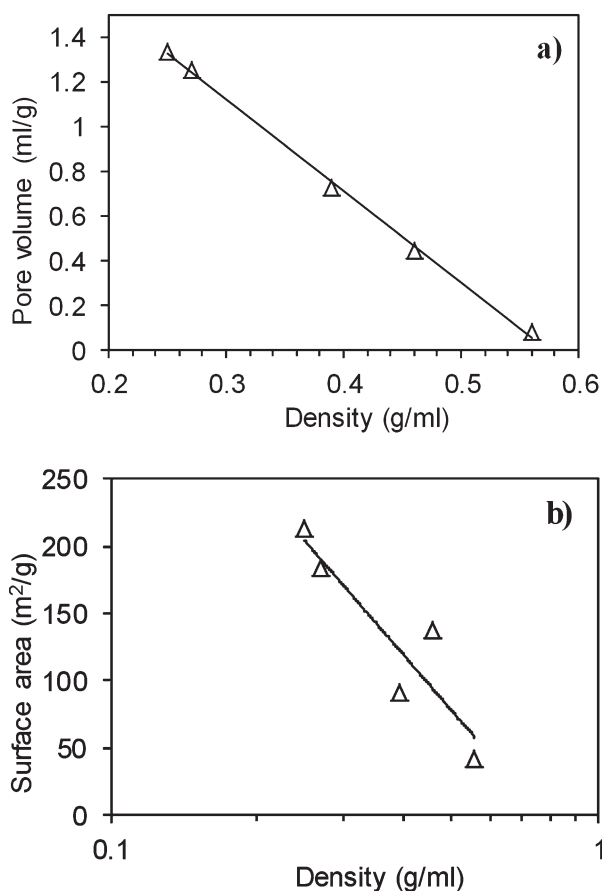 a)
1.4
1.2
1
0.8
0.6
0.4
0.2
0
Pore volume (ml/g)
0.2 0.3 0.4 0.5 0.6
Density (g/ml)
b)
250
200
150
100
50
0
Surface area (m²/g)
0.1 1
Density (g/ml)